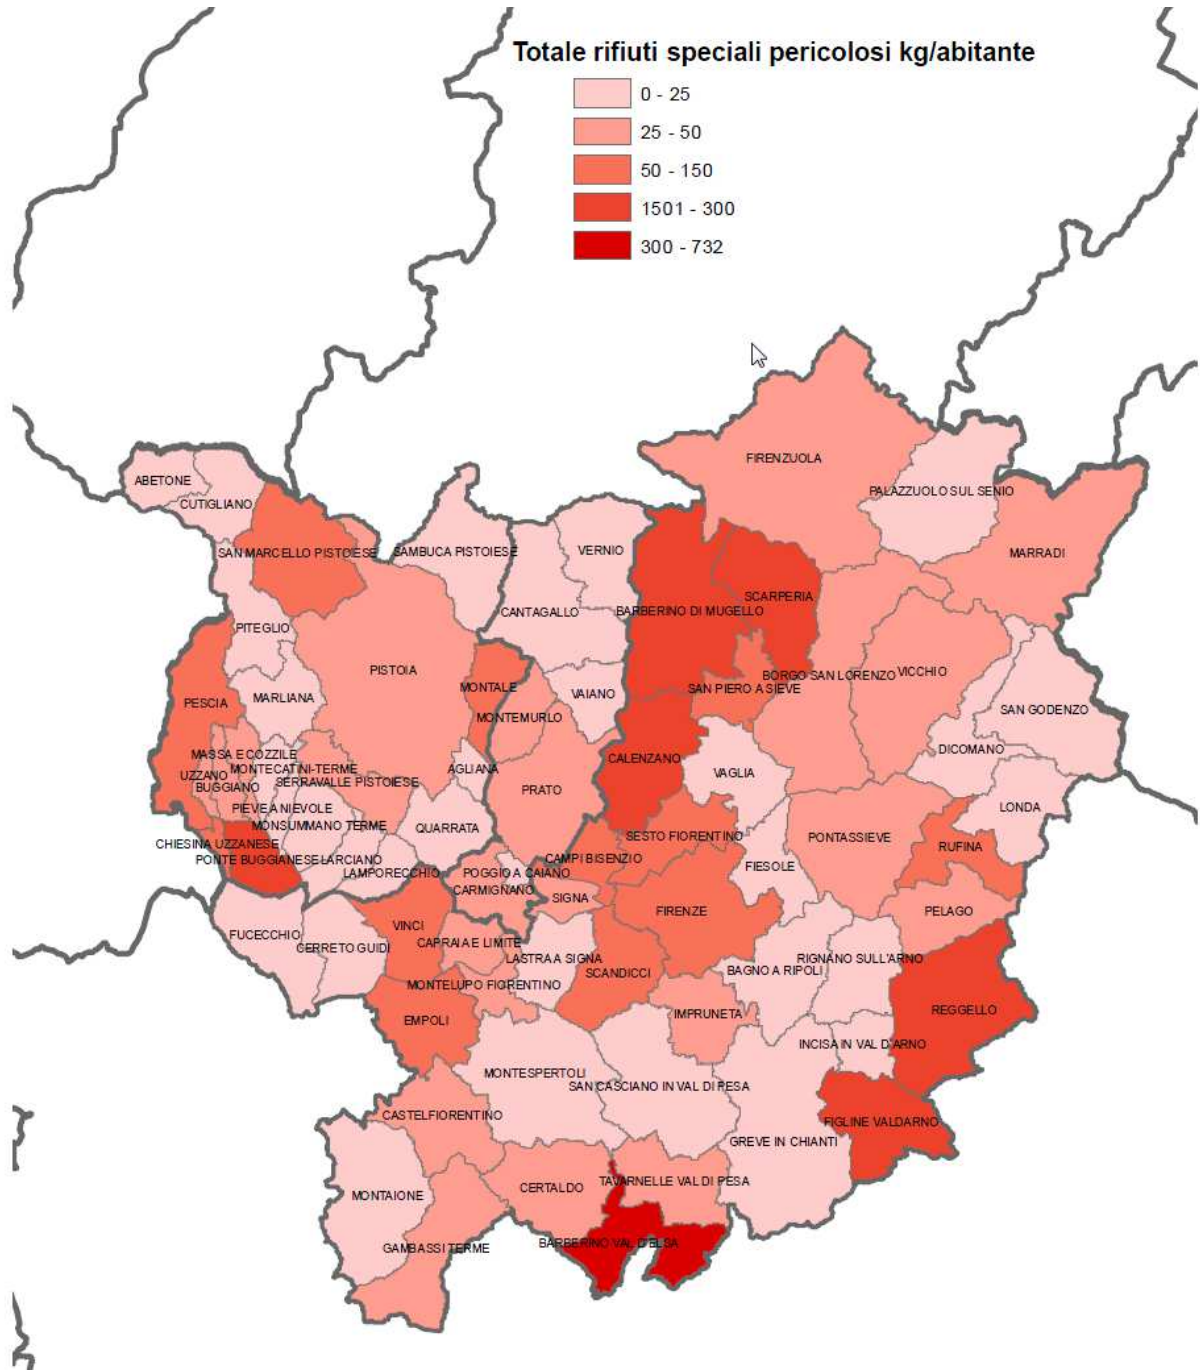 Totale rifiuti speciali pericolosi kg/abitante
0 - 25
25 - 50
50 - 150
1501 - 300
300 - 732
FIRENZUOLA
ABETONE
PALAZZUOLO SUL SENIO
CUTIGLIANO
SAN MARCELLO PISTOIESE
SAMBUCA PISTOIESE
VERNIO
MARRADI
SCARPERIA
CANTAGALLO
BARBERINO DI MUGELLO
PITEGLIO
PISTOIA
BORGO SAN LORENZO
VICCHIO
MONTALE
SAN PIERO A SIEVE
VAIANO
MARLIANA
PESCIA
SAN GODENZO
MONTEMURLO
DICOMANO
MASSA E COZZILE
CALENZANO
MONTECATINI-TERME
AGLIANA
VAGLIA
UZZANO
SERRAVALLE PISTOIESE
BUGGIANO
PRATO
PIEVE A NIEVOLE
LONDA
MONSUMMANO TERME
QUARRATA
SESTO FIORENTINO
PONTASSIEVE
CHIESINA UZZANESE
RUFINA
PONTE BUGGIANESE
LARCIANO
CAMPI BISENZIO
FIESOLE
LAMPORECCHIO
POGGIO A CAIANO
CARMIGNANO
SIGNA
FIRENZE
PELAGO
VINCI
FUCECCHIO
CERRETO GUIDI
CAPRAIA E LIMITE
LASTRA A SIGNA
RIGNANO SULL'ARNO
SCANDICCI
BAGNO A RIPOLI
MONTELUPO FIORENTINO
REGGELLO
IMPRUNETA
EMPOLI
INCISA IN VAL D'ARNO
MONTESPERTOLI
SAN CASCIANO IN VAL DI PESA
CASTELFIORENTINO
FIGLINE VALDARNO
GREVE IN CHIANTI
TAVARNELLE VAL DI PESA
CERTALDO
MONTAIONE
BARBERINO VAL D'ELSA
GAMBASSI TERME